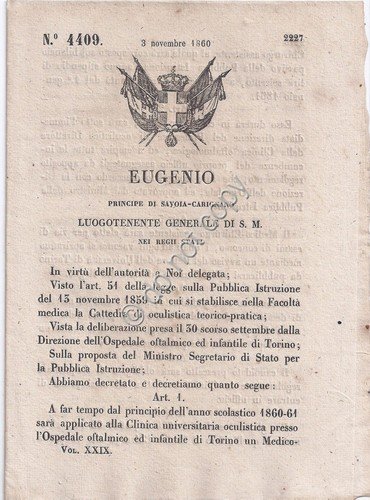 N.° 4409.
3 novembre 1860
2227
EUGENIO
PRINCIPE DI SAVOIA-CARIGNANO
LUOGOTENENTE GENERALE DI S. M.
NEI REGII STATI
In virtù dell'autorità a Noi delegata;
Visto l'art. 51 della legge sulla Pubblica Istruzione
del 13 novembre 1859 in cui si stabilisce nella Facoltà
medica la Cattedra di oculistica teorico-pratica;
Vista la deliberazione presa il 30 scorso settembre dalla
Direzione dell'Ospedale oftalmico ed infantile di Torino;
Sulla proposta del Ministro Segretario di Stato per
la Pubblica Istruzione;
Abbiamo decretato e decretiamo quanto segue:
Art. 1.
A far tempo dal principio dell'anno scolastico 1860-61
sarà applicato alla Clinica universitaria oculistica presso
l'Ospedale oftalmico ed infantile di Torino un Medico-
VOL. XXIX.